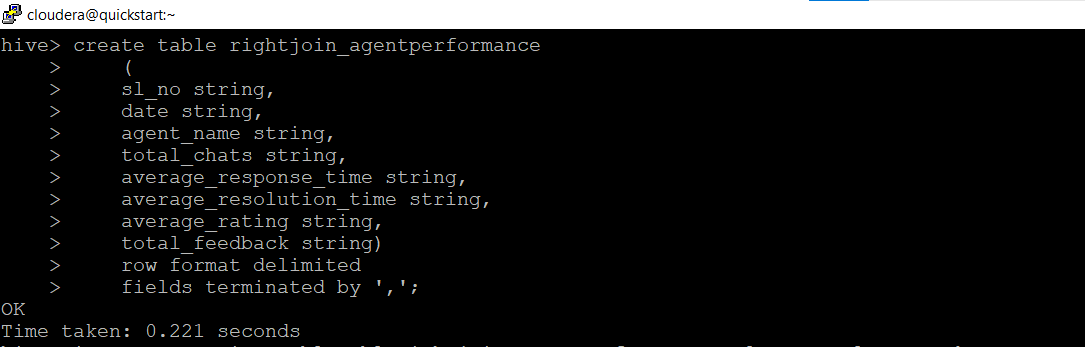 cloudera@quickstart:~
hive> create table rightjoin_agentperformance
    >     (
    >     sl_no string,
    >     date string,
    >     agent_name string,
    >     total_chats string,
    >     average_response_time string,
    >     average_resolution_time string,
    >     average_rating string,
    >     total_feedback string)
    >     row format delimited
    >     fields terminated by ',';
OK
Time taken: 0.221 seconds